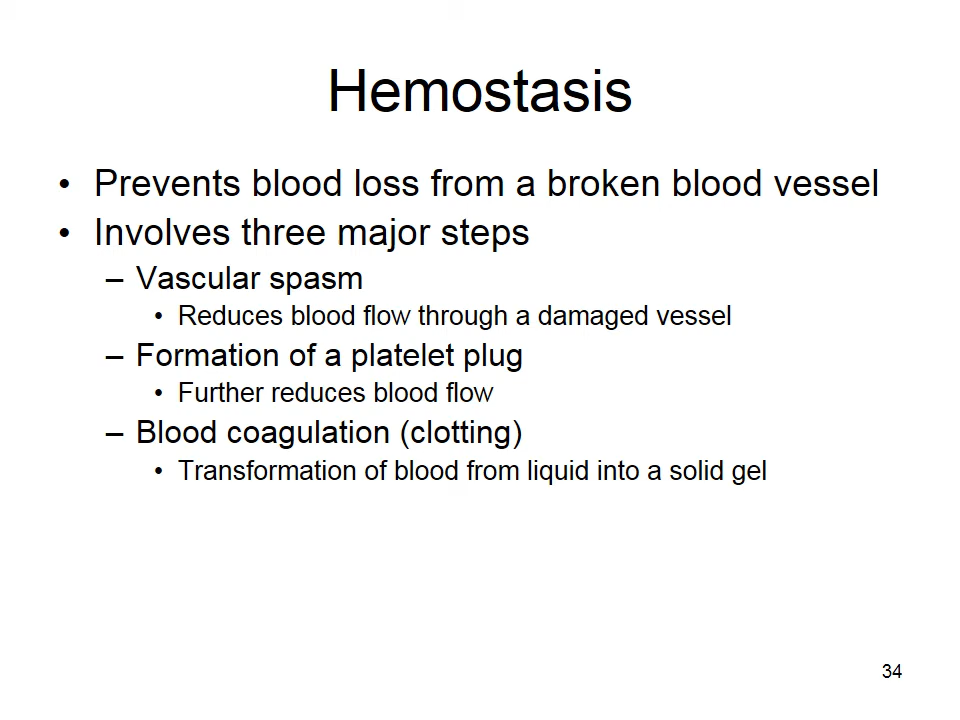 Hemostasis
• Prevents blood loss from a broken blood vessel
• Involves three major steps
– Vascular spasm
• Reduces blood flow through a damaged vessel
– Formation of a platelet plug
• Further reduces blood flow
– Blood coagulation (clotting)
• Transformation of blood from liquid into a solid gel
34